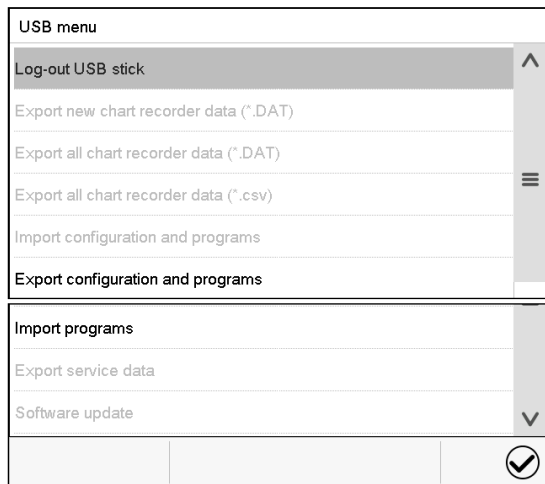 USB menu
Log-out USB stick
Export new chart recorder data (*.DAT)
Export all chart recorder data (*.DAT)
Export all chart recorder data (*.csv)
Import configuration and programs
Export configuration and programs
Import programs
Export service data
Software update